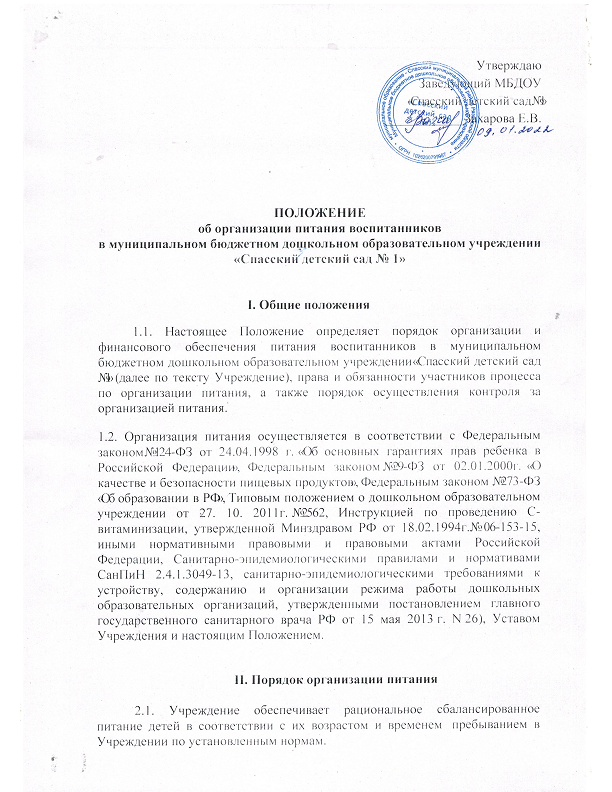 Утверждаю
Заведующий МБДОУ
«Спасский детский сад№1»
Захарова Е.В.
09.01.2022
ПОЛОЖЕНИЕ
об организации питания воспитанников
в муниципальном бюджетном дошкольном образовательном учреждении
«Спасский детский сад № 1»
I. Общие положения
1.1. Настоящее Положение определяет порядок организации и
финансового обеспечения питания воспитанников в муниципальном
бюджетном дошкольном образовательном учреждении«Спасский детский сад
№1» (далее по тексту Учреждение), права и обязанности участников процесса
по организации питания, а также порядок осуществления контроля за
организацией питания.
1.2. Организация питания осуществляется в соответствии с Федеральным
законом№124-ФЗ от 24.04.1998 г. «Об основных гарантиях прав ребенка в
Российской Федерации», Федеральным законом №29-ФЗ от 02.01.2000г. «О
качестве и безопасности пищевых продуктов», Федеральным законом №273-ФЗ
«Об образовании в РФ», Типовым положением о дошкольном образовательном
учреждении от 27. 10. 2011г. №2562, Инструкцией по проведению С-
витаминизации, утвержденной Минздравом РФ от 18.02.1994г.№06-153-15,
иными нормативными правовыми и правовыми актами Российской
Федерации, Санитарно-эпидемиологическими правилами и нормативами
СанПиН 2.4.1.3049-13, санитарно-эпидемиологическими требованиями к
устройству, содержанию и организации режима работы дошкольных
образовательных организаций, утвержденными постановлением главного
государственного санитарного врача РФ от 15 мая 2013 г. N 26), Уставом
Учреждения и настоящим Положением.
II. Порядок организации питания
2.1. Учреждение обеспечивает рациональное сбалансированное
питание детей в соответствии с их возрастом и временем пребыванием в
Учреждении по установленным нормам.